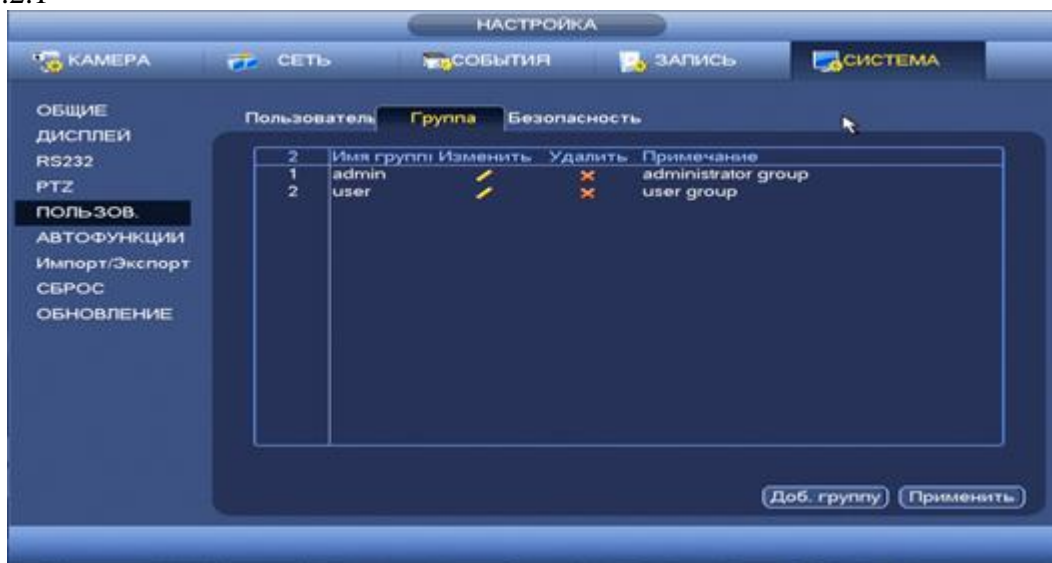 НАСТРОЙКА
КАМЕРА СЕТЬ СОБЫТИЯ ЗАПИСЬ СИСТЕМА
ОБЩИЕ
ДИСПЛЕЙ
RS232
PTZ
ПОЛЬЗОВ.
АВТОФУНКЦИИ
Импорт/Экспорт
СБРОС
ОБНОВЛЕНИЕ
Пользователь Группа Безопасность
2 Имя групп Изменить Удалить Примечание
1 admin administrator group
2 user user group
Доб. группу Применить